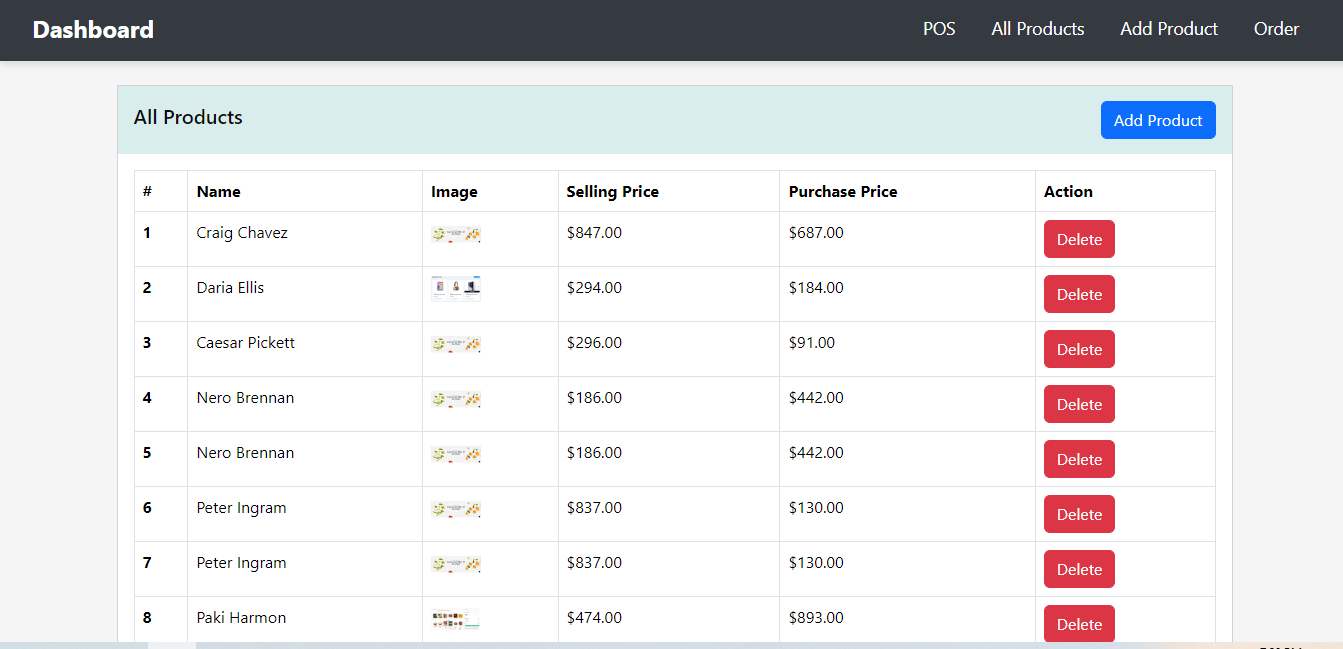 Dashboard POS All Products Add Product Order
All Products Add Product
# Name Image Selling Price Purchase Price Action
1 Craig Chavez $847.00 $687.00 Delete
2 Daria Ellis $294.00 $184.00 Delete
3 Caesar Pickett $296.00 $91.00 Delete
4 Nero Brennan $186.00 $442.00 Delete
5 Nero Brennan $186.00 $442.00 Delete
6 Peter Ingram $837.00 $130.00 Delete
7 Peter Ingram $837.00 $130.00 Delete
8 Paki Harmon $474.00 $893.00 Delete